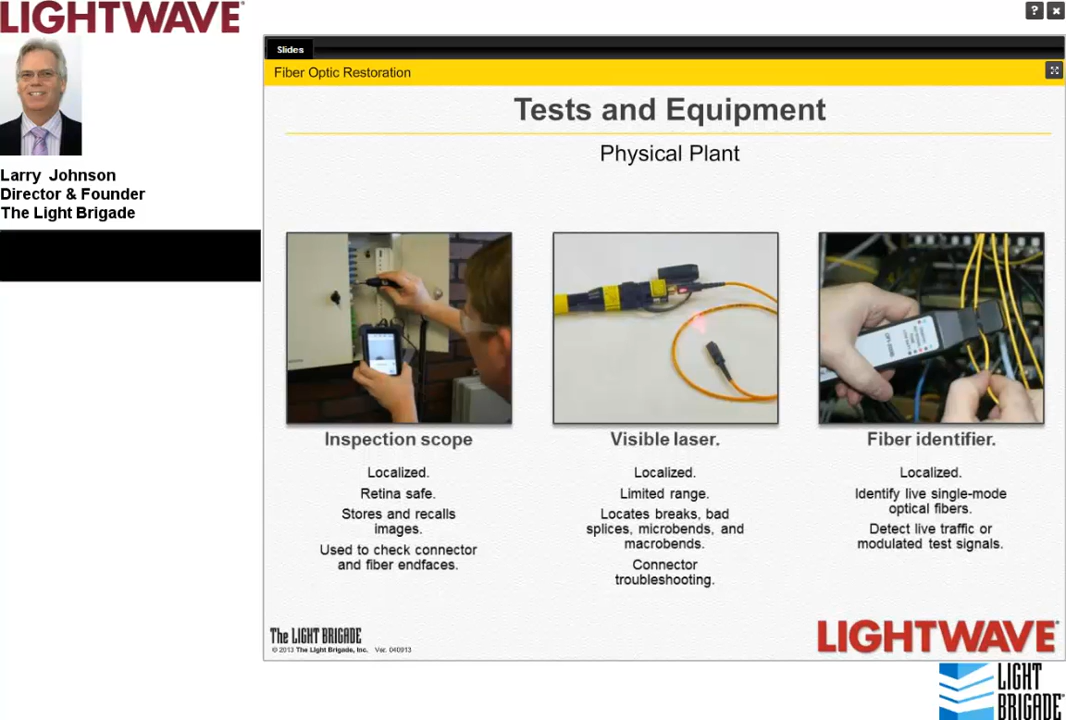 LIGHTWAVE
Larry Johnson
Director & Founder
The Light Brigade
?
Slides
Fiber Optic Restoration
Tests and Equipment
Physical Plant
Inspection scope
Localized.
Retina safe.
Stores and recalls
images.
Used to check connector
and fiber endfaces.
Visible laser.
Localized.
Limited range.
Locates breaks, bad
splices, microbends, and
macrobends.
Connector
troubleshooting.
Fiber identifier.
Localized.
Identify live single-mode
optical fibers.
Detect live traffic or
modulated test signals.
The LIGHT BRIGADE
© 2013 The Light Brigade, Inc. Ver. 040913
LIGHTWAVE
LIGHT
BRIGADE